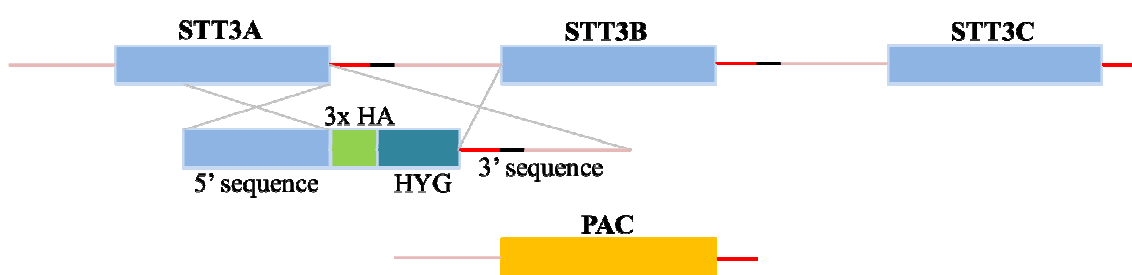 STT3A
STT3B
STT3C
3x HA
5’ sequence
HYG
3’ sequence
PAC